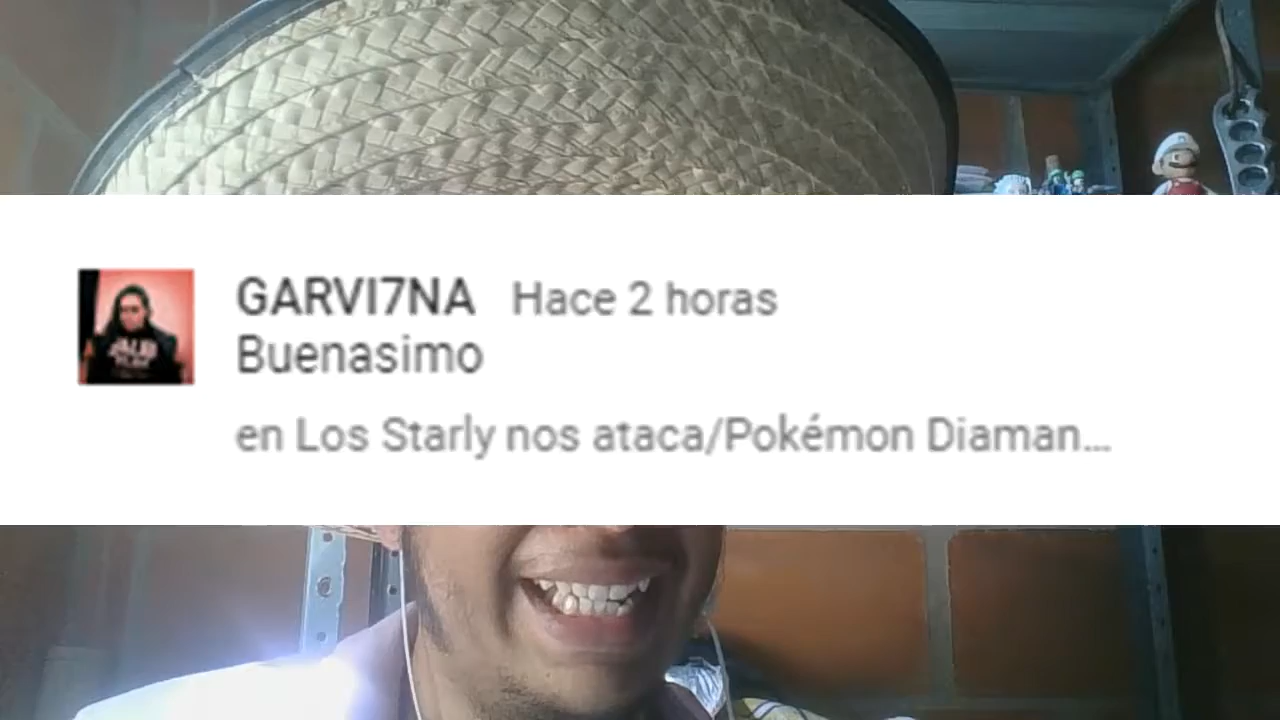 GARVI7NA Hace 2 horas
Buenasimo
en Los Starly nos ataca/Pokémon Diaman...